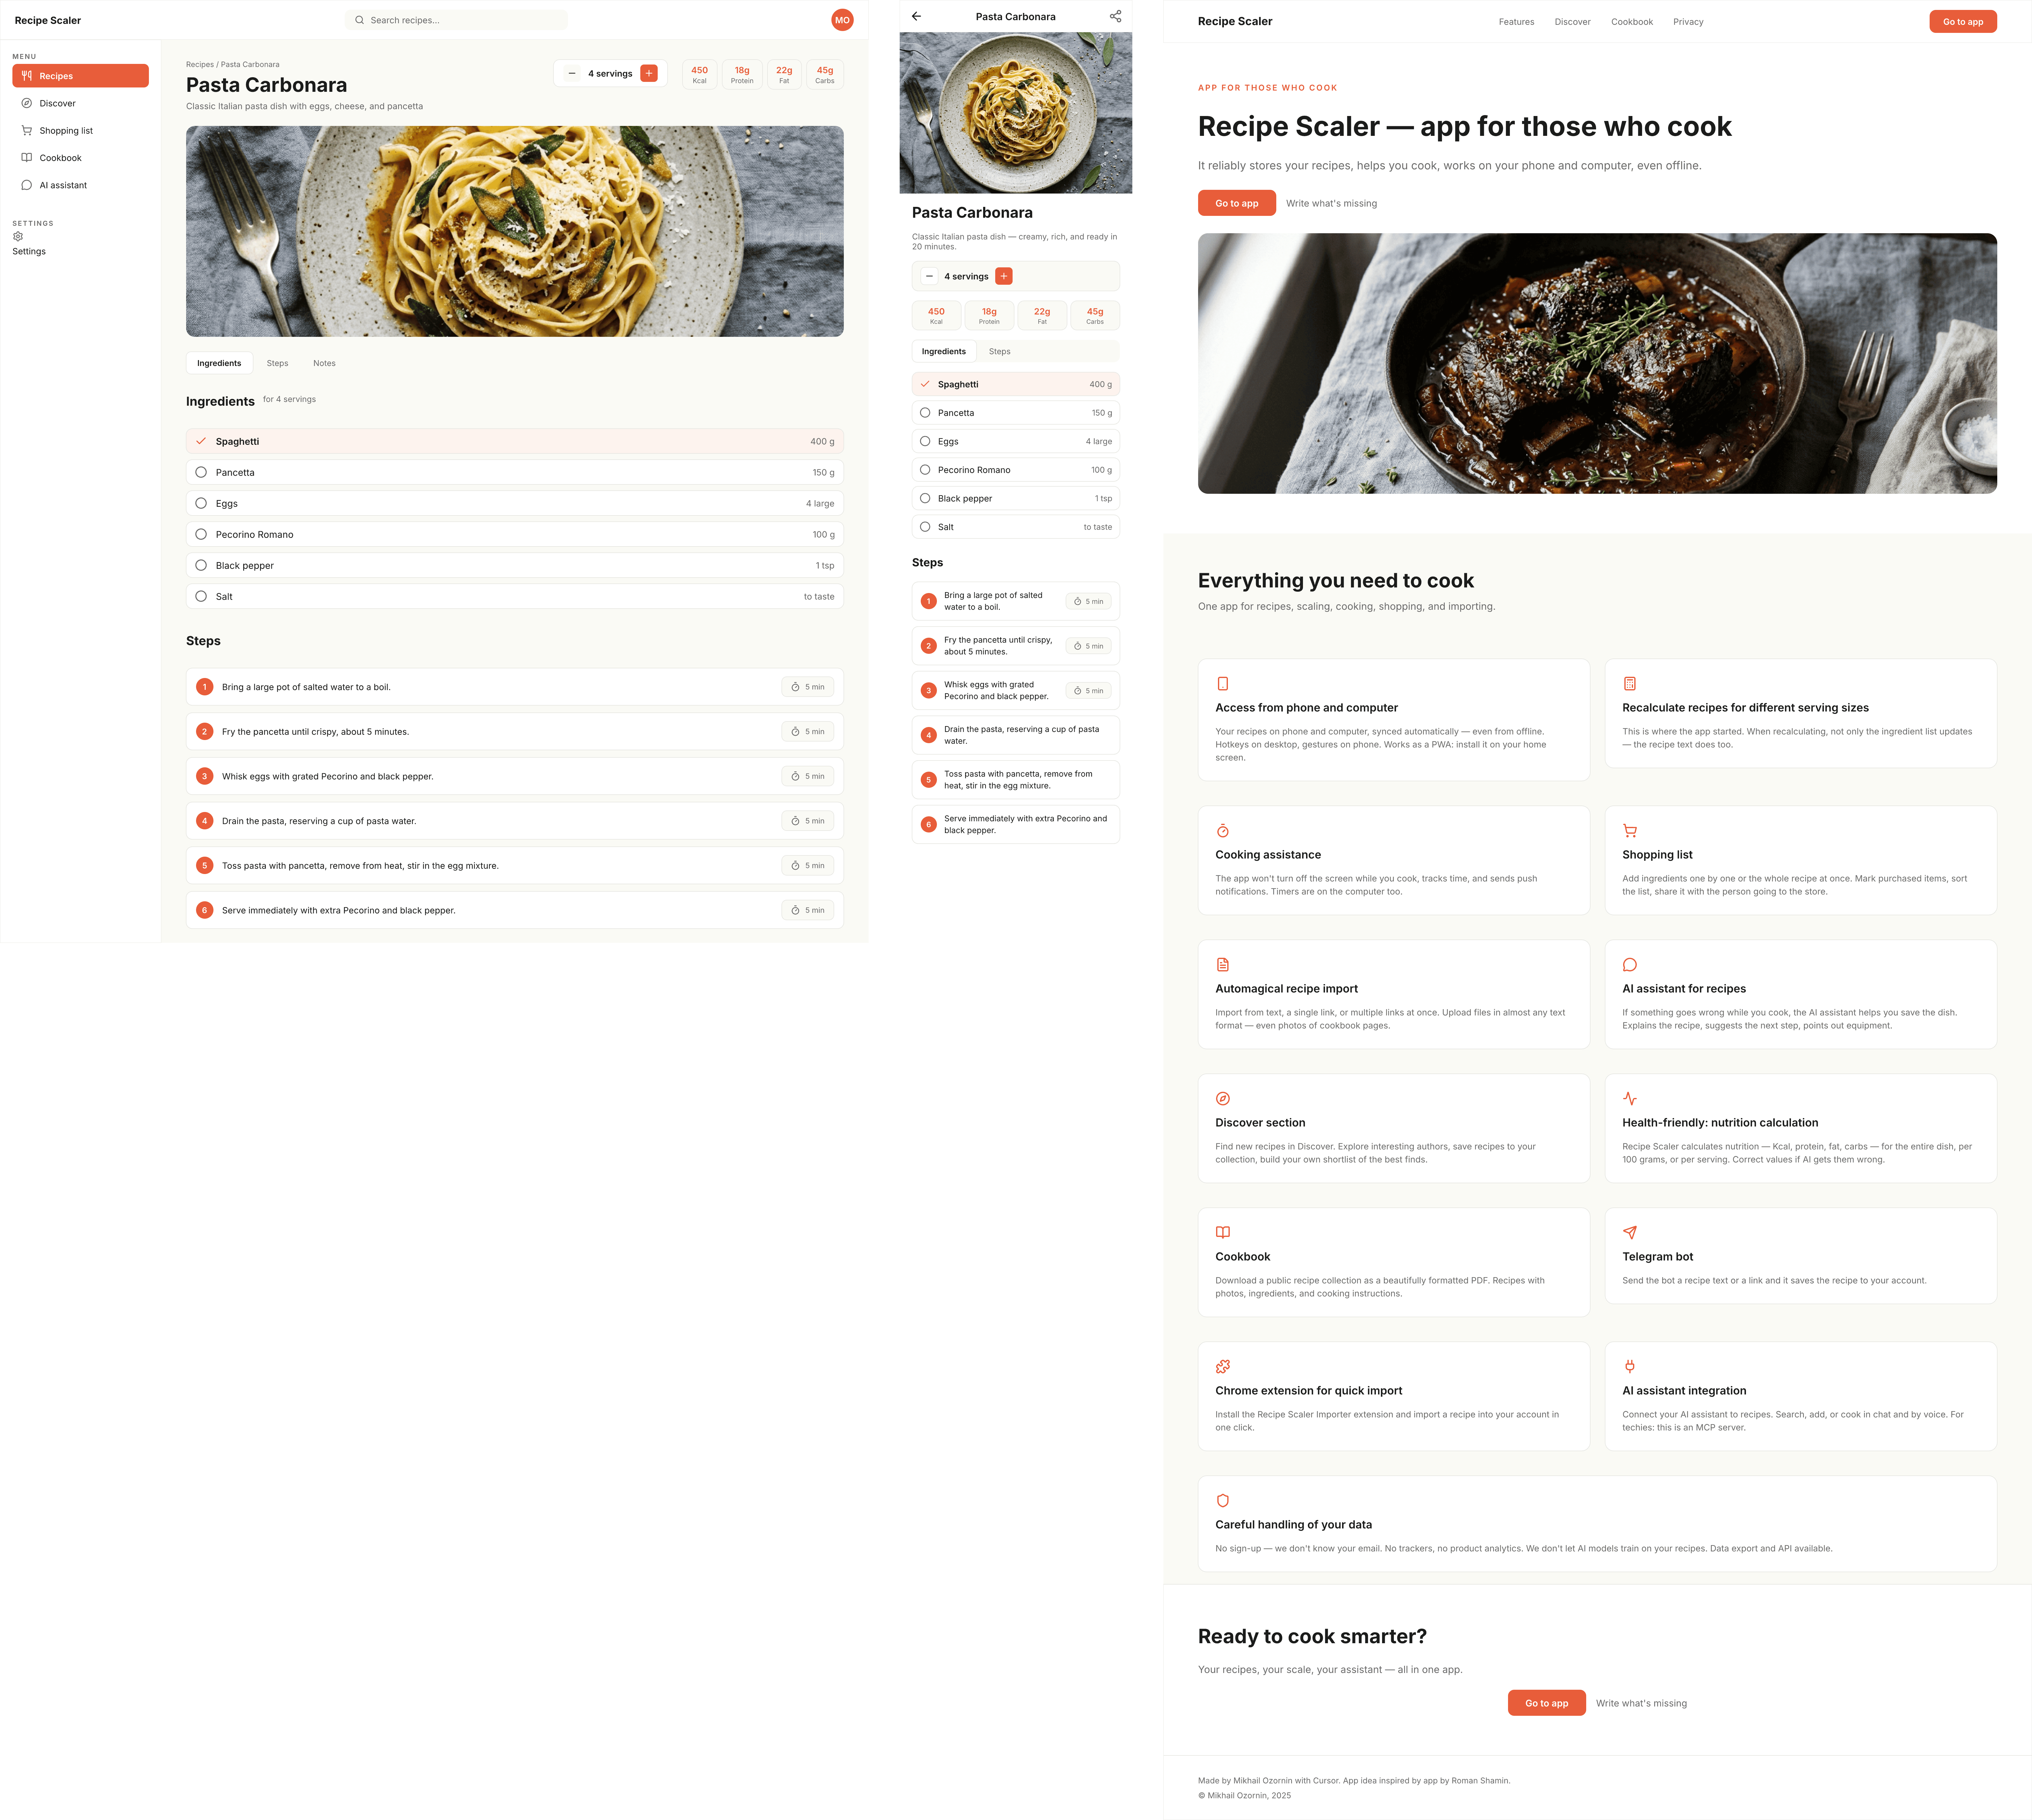 Recipe Scaler
Search recipes...
MO
MENU
Recipes
Discover
Shopping list
Cookbook
AI assistant
SETTINGS
Settings
Recipes / Pasta Carbonara
Pasta Carbonara
Classic Italian pasta dish with eggs, cheese, and pancetta
4 servings
450
Kcal
18g
Protein
22g
Fat
45g
Carbs
Ingredients
Steps
Notes
Ingredients for 4 servings
Spaghetti 400 g
Pancetta 150 g
Eggs 4 large
Pecorino Romano 100 g
Black pepper 1 tsp
Salt to taste
Steps
1 Bring a large pot of salted water to a boil. 5 min
2 Fry the pancetta until crispy, about 5 minutes. 5 min
3 Whisk eggs with grated Pecorino and black pepper. 5 min
4 Drain the pasta, reserving a cup of pasta water. 5 min
5 Toss pasta with pancetta, remove from heat, stir in the egg mixture. 5 min
6 Serve immediately with extra Pecorino and black pepper. 5 min
Pasta Carbonara
Pasta Carbonara
Classic Italian pasta dish — creamy, rich, and ready in
20 minutes.
4 servings
450
Kcal
18g
Protein
22g
Fat
45g
Carbs
Ingredients
Steps
Spaghetti 400 g
Pancetta 150 g
Eggs 4 large
Pecorino Romano 100 g
Black pepper 1 tsp
Salt to taste
Steps
1 Bring a large pot of salted
water to a boil.
5 min
2 Fry the pancetta until crispy,
about 5 minutes.
5 min
3 Whisk eggs with grated
Pecorino and black pepper.
5 min
4 Drain the pasta, reserving a cup of pasta
water.
5 Toss pasta with pancetta, remove from
heat, stir in the egg mixture.
6 Serve immediately with extra Pecorino and
black pepper.
Recipe Scaler
Features
Discover
Cookbook
Privacy
Go to app
APP FOR THOSE WHO COOK
Recipe Scaler — app for those who cook
It reliably stores your recipes, helps you cook, works on your phone and computer, even offline.
Go to app
Write what's missing
Everything you need to cook
One app for recipes, scaling, cooking, shopping, and importing.
Access from phone and computer
Your recipes on phone and computer, synced automatically — even from offline.
Hotkeys on desktop, gestures on phone. Works as a PWA: install it on your home
screen.
Recalculate recipes for different serving sizes
This is where the app started. When recalculating, not only the ingredient list updates
— the recipe text does too.
Cooking assistance
The app won't turn off the screen while you cook, tracks time, and sends push
notifications. Timers are on the computer too.
Shopping list
Add ingredients one by one or the whole recipe at once. Mark purchased items, sort
the list, share it with the person going to the store.
Automagical recipe import
Import from text, a single link, or multiple links at once. Upload files in almost any text
format — even photos of cookbook pages.
AI assistant for recipes
If something goes wrong while you cook, the AI assistant helps you save the dish.
Explains the recipe, suggests the next step, points out equipment.
Discover section
Find new recipes in Discover. Explore interesting authors, save recipes to your
collection, build your own shortlist of the best finds.
Health-friendly: nutrition calculation
Recipe Scaler calculates nutrition — Kcal, protein, fat, carbs — for the entire dish, per
100 grams, or per serving. Correct values if AI gets them wrong.
Cookbook
Download a public recipe collection as a beautifully formatted PDF. Recipes with
photos, ingredients, and cooking instructions.
Telegram bot
Send the bot a recipe text or a link and it saves the recipe to your account.
Chrome extension for quick import
Install the Recipe Scaler Importer extension and import a recipe into your account in
one click.
AI assistant integration
Connect your AI assistant to recipes. Search, add, or cook in chat and by voice. For
techies: this is an MCP server.
Careful handling of your data
No sign-up — we don't know your email. No trackers, no product analytics. We don't let AI models train on your recipes. Data export and API available.
Ready to cook smarter?
Your recipes, your scale, your assistant — all in one app.
Go to app
Write what's missing
Made by Mikhail Ozornin with Cursor. App idea inspired by app by Roman Shamin.
© Mikhail Ozornin, 2025